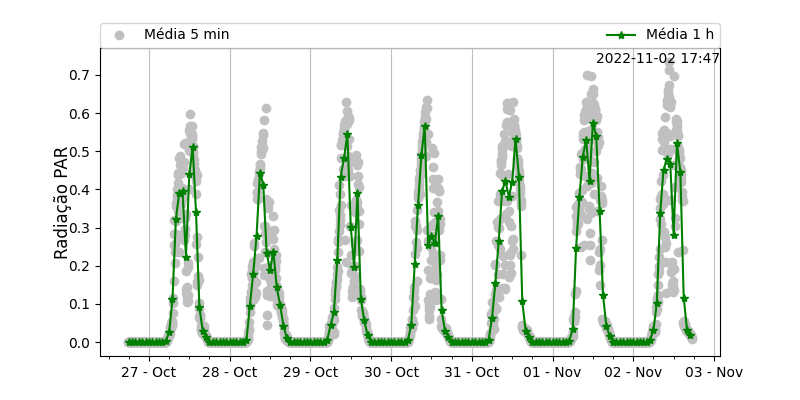 Média 5 min
Média 1 h
2022-11-02 17:47
Radiação PAR
0.7
0.6
0.5
0.4
0.3
0.2
0.1
0.0
27 - Oct
28 - Oct
29 - Oct
30 - Oct
31 - Oct
01 - Nov
02 - Nov
03 - Nov